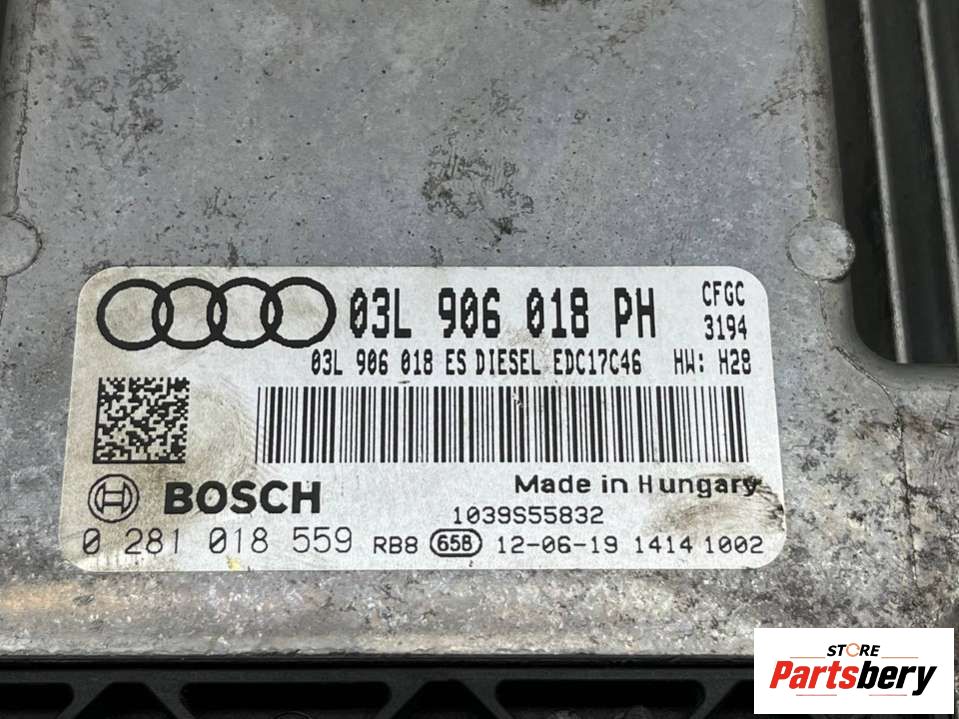 03L 906 018 PH CFGC
3194
03L 906 018 ES DIESEL EDC17C46 HW: H28
Made in Hungary
BOSCH
1039S55832
0 281 018 559 RB8 658 12-06-19 1414 1002
STORE
Partsbery